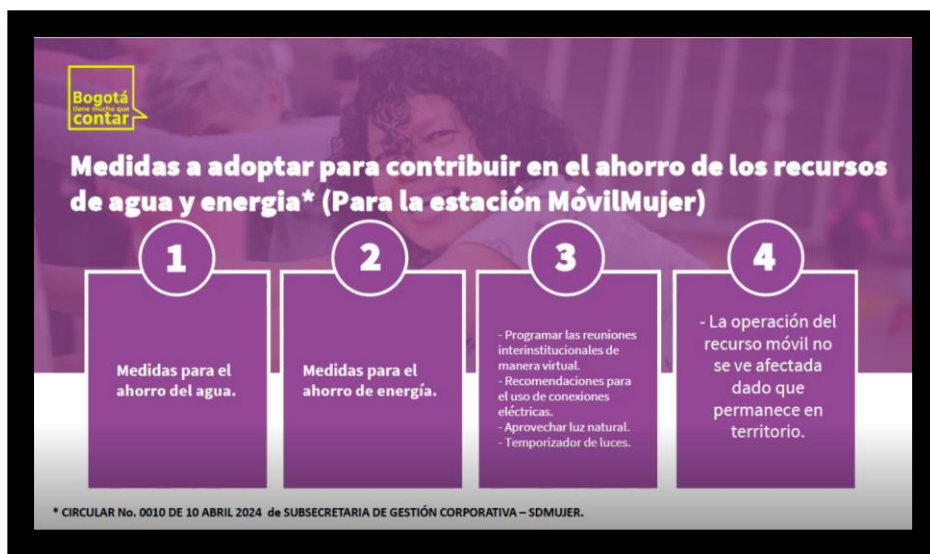 Bogotá
tiene mucho que
contar
Medidas a adoptar para contribuir en el ahorro de los recursos
de agua y energia* (Para la estación MóvilMujer)
1
Medidas para el
ahorro del agua.
2
Medidas para el
ahorro de energía.
3
- Programar las reuniones
interinstitucionales de
manera virtual.
- Recomendaciones para
el uso de conexiones
eléctricas.
- Aprovechar luz natural.
- Temporizador de luces.
4
- La operación del
recurso móvil no
se ve afectada
dado que
permanece en
territorio.
* CIRCULAR No. 0010 DE 10 ABRIL 2024 de SUBSECRETARIA DE GESTIÓN CORPORATIVA – SDMUJER.